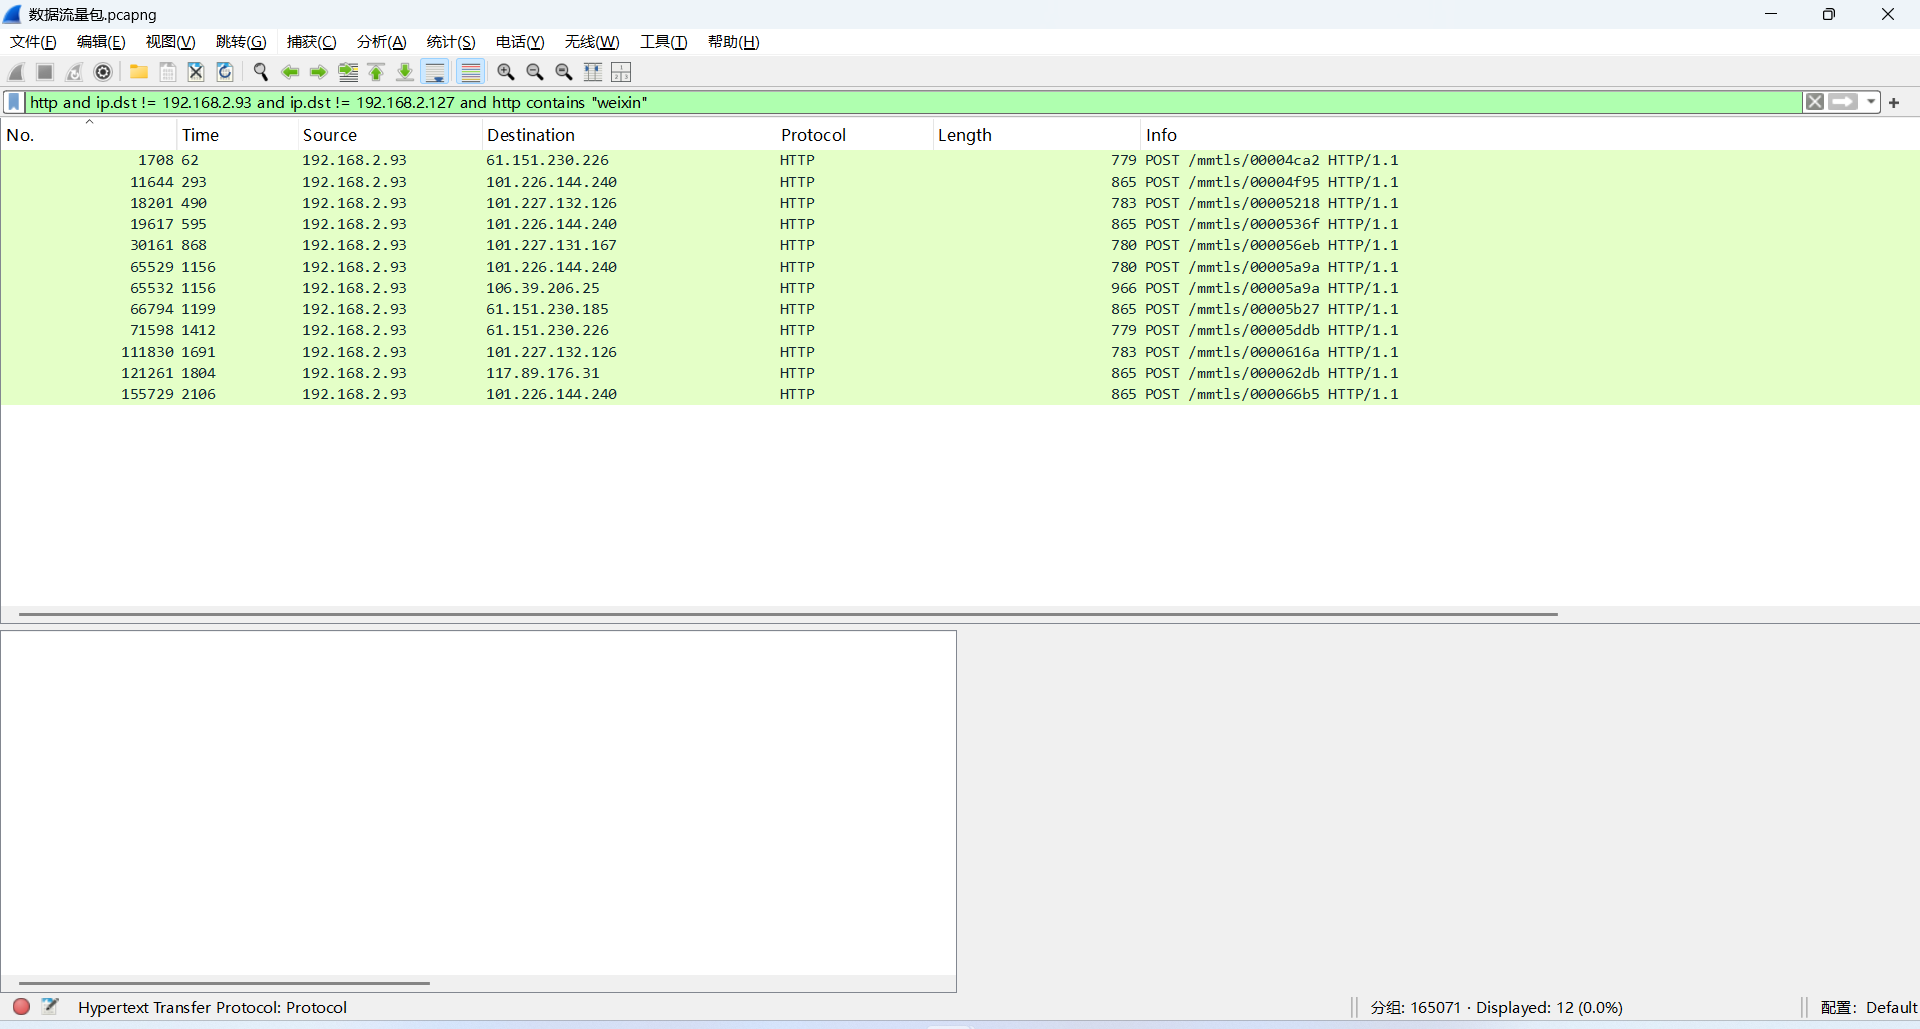 数据流量包.pcapng
文件(F) 编辑(E) 视图(V) 跳转(G) 捕获(C) 分析(A) 统计(S) 电话(Y) 无线(W) 工具(T) 帮助(H)
http and ip.dst != 192.168.2.93 and ip.dst != 192.168.2.127 and http contains "weixin"
No. Time Source Destination Protocol Length Info
1708 62 192.168.2.93 61.151.230.226 HTTP 779 POST /mmtls/00004ca2 HTTP/1.1
11644 293 192.168.2.93 101.226.144.240 HTTP 865 POST /mmtls/00004f95 HTTP/1.1
18201 490 192.168.2.93 101.227.132.126 HTTP 783 POST /mmtls/00005218 HTTP/1.1
19617 595 192.168.2.93 101.226.144.240 HTTP 865 POST /mmtls/0000536f HTTP/1.1
30161 868 192.168.2.93 101.227.131.167 HTTP 780 POST /mmtls/000056eb HTTP/1.1
65529 1156 192.168.2.93 101.226.144.240 HTTP 780 POST /mmtls/00005a9a HTTP/1.1
65532 1156 192.168.2.93 106.39.206.25 HTTP 966 POST /mmtls/00005a9a HTTP/1.1
66794 1199 192.168.2.93 61.151.230.185 HTTP 865 POST /mmtls/00005b27 HTTP/1.1
71598 1412 192.168.2.93 61.151.230.226 HTTP 779 POST /mmtls/00005ddb HTTP/1.1
111830 1691 192.168.2.93 101.227.132.126 HTTP 783 POST /mmtls/0000616a HTTP/1.1
121261 1804 192.168.2.93 117.89.176.31 HTTP 865 POST /mmtls/000062db HTTP/1.1
155729 2106 192.168.2.93 101.226.144.240 HTTP 865 POST /mmtls/000066b5 HTTP/1.1
Hypertext Transfer Protocol: Protocol 分组: 165071 · Displayed: 12 (0.0%) 配置: Default